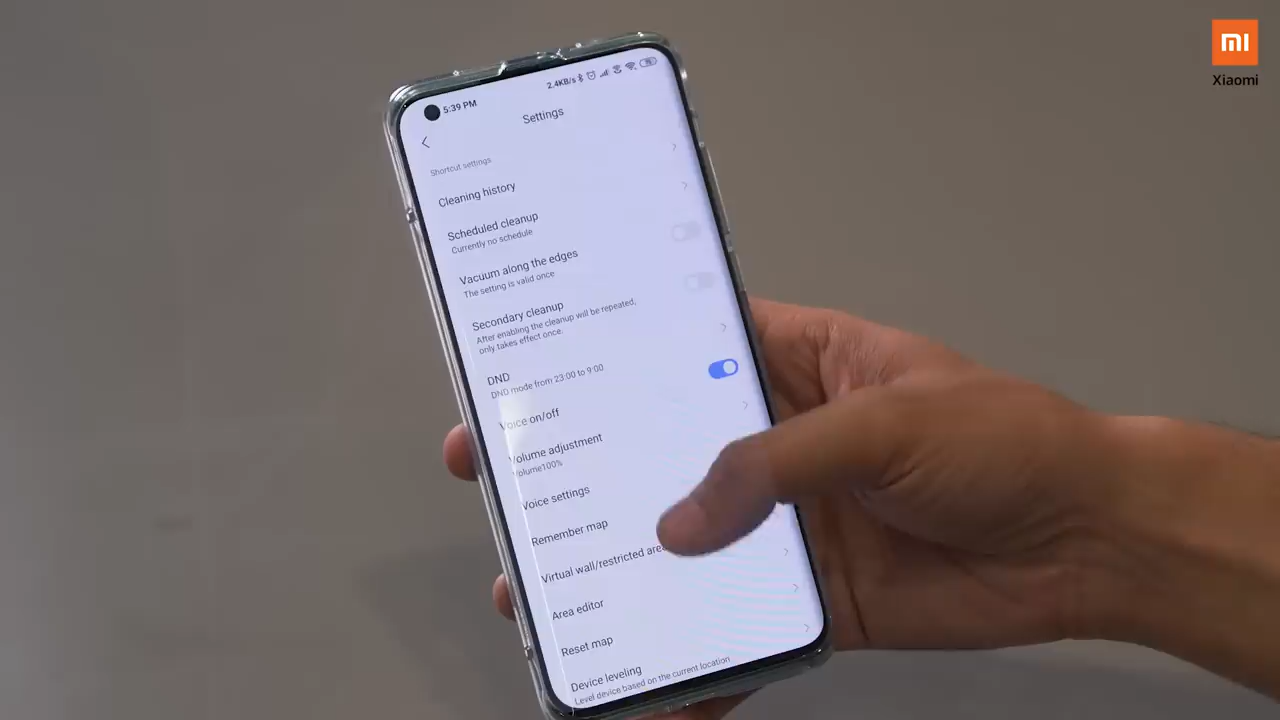 mi
Xiaomi
5:39 PM
2.4KB/s
Settings
Shortcut settings
Cleaning history
Scheduled cleanup
Currently no schedule
Vacuum along the edges
The setting is valid once
Secondary cleanup
After enabling the cleanup will be repeated,
only takes effect once.
DND
DND mode from 23:00 to 9:00
Voice on/off
Volume adjustment
Volume100%
Voice settings
Remember map
Virtual wall/restricted area
Area editor
Reset map
Device leveling
Level device based on the current location